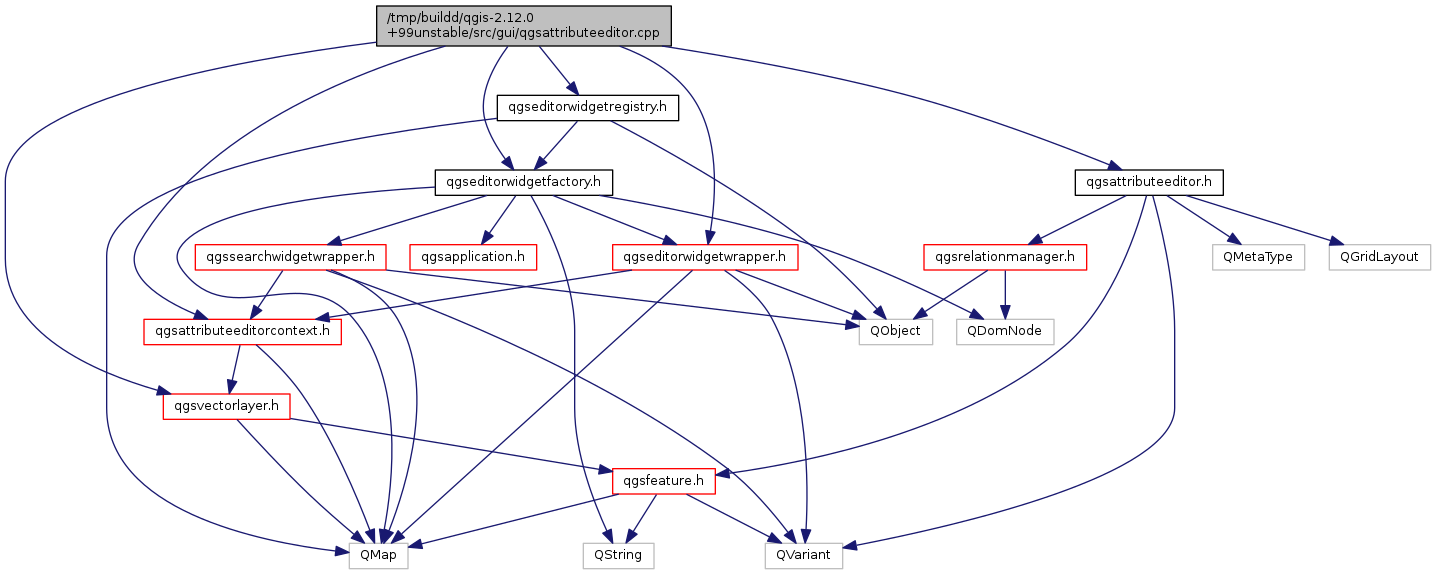 /tmp/buildd/qgis-2.12.0
+99unstable/src/gui/qgsattributeeditor.cpp
qgseditorwidgetregistry.h
qgseditorwidgetfactory.h
qgsattributeeditor.h
qgssearchwidgetwrapper.h
qgsapplication.h
qgseditorwidgetwrapper.h
qgsrelationmanager.h
QMetaType
QGridLayout
qgsattributeeditorcontext.h
QObject
QDomNode
qgsvectorlayer.h
qgsfeature.h
QMap
QString
QVariant